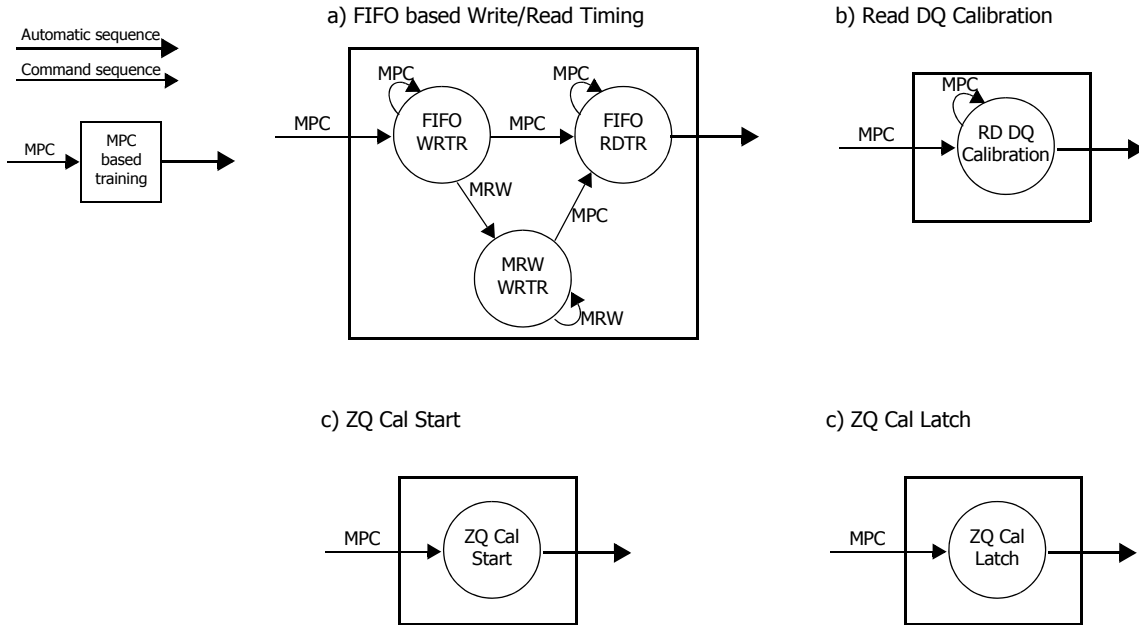 a) FIFO based Write/Read Timing
b) Read DQ Calibration
Automatic sequence
Command sequence
MPC
MPC
based
training
MPC
MPC
FIFO
WRTR
MPC
MPC
FIFO
RDTR
MRW
MPC
MRW
WRTR
MRW
MPC
MPC
RD DQ
Calibration
c) ZQ Cal Start
c) ZQ Cal Latch
MPC
ZQ Cal
Start
MPC
ZQ Cal
Latch